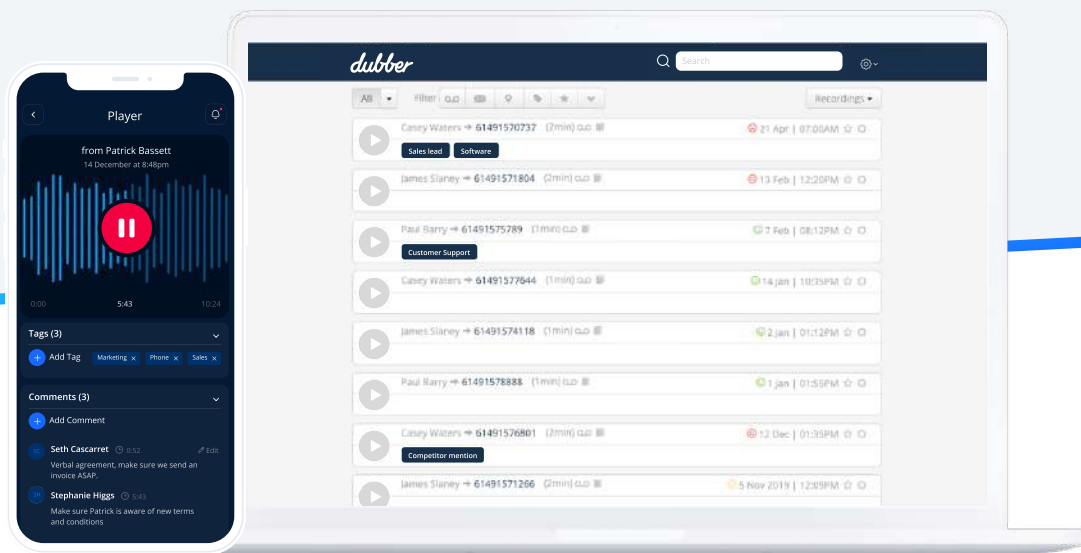 Player
from Patrick Bassett
14 December at 8:48pm
0:00 5:43 10:24
Tags (3)
Add Tag Marketing x Phone x Sales x
Comments (3)
Add Comment
SC Seth Cascarret 0:52 Edit
Verbal agreement, make sure we send an
invoice ASAP.
SH Stephanie Higgs 5:43
Make sure Patrick is aware of new terms
and conditions
dubber Search
All Filter Recordings
Casey Waters → 61491570737 (7min) 21 Apr | 07:00AM
Sales lead Software
James Slaney → 61491571804 (2min) 13 Feb | 12:20PM
Paul Barry → 61491575789 (1min) 7 Feb | 08:12PM
Customer Support
Casey Waters → 61491577644 (1min) 14 Jan | 10:35PM
James Slaney → 61491574118 (1min) 2 Jan | 01:12PM
Paul Barry → 61491578888 (1min) 1 Jan | 01:55PM
Casey Waters → 61491576801 (2min) 12 Dec | 01:35PM
Competitor mention
James Slaney → 61491571266 (2min) 5 Nov 2019 | 12:09PM